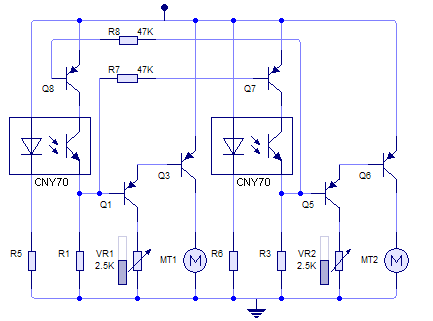 R8 47K
R7 47K
Q8 Q7
CNY70 CNY70
Q1 Q3 Q5 Q6
R5 R1 VR1 2.5K MT1 M R6 R3 VR2 2.5K MT2 M